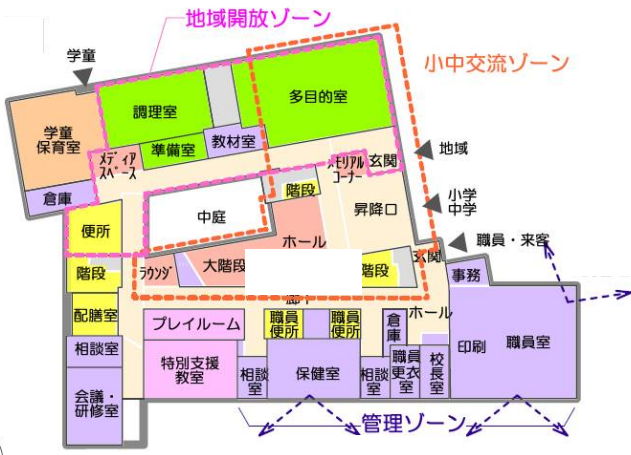 地域開放ゾーン
学童
小中交流ゾーン
調理室
多目的室
学童
保育室
メディア
スペース
準備室
教材室
メモリアル
コーナー
玄関
地域
倉庫
階段
小学
中学
便所
中庭
昇降口
ホール
職員・来客
玄関
階段
ラウンジ
大階段
階段
事務
配膳室
ホール
プレイルーム
職員
便所
職員
便所
倉庫
相談室
印刷
職員室
特別支援
教室
相談
室
保健室
相談
室
職員
更衣
室
校
長
室
会議・
研修室
管理ゾーン